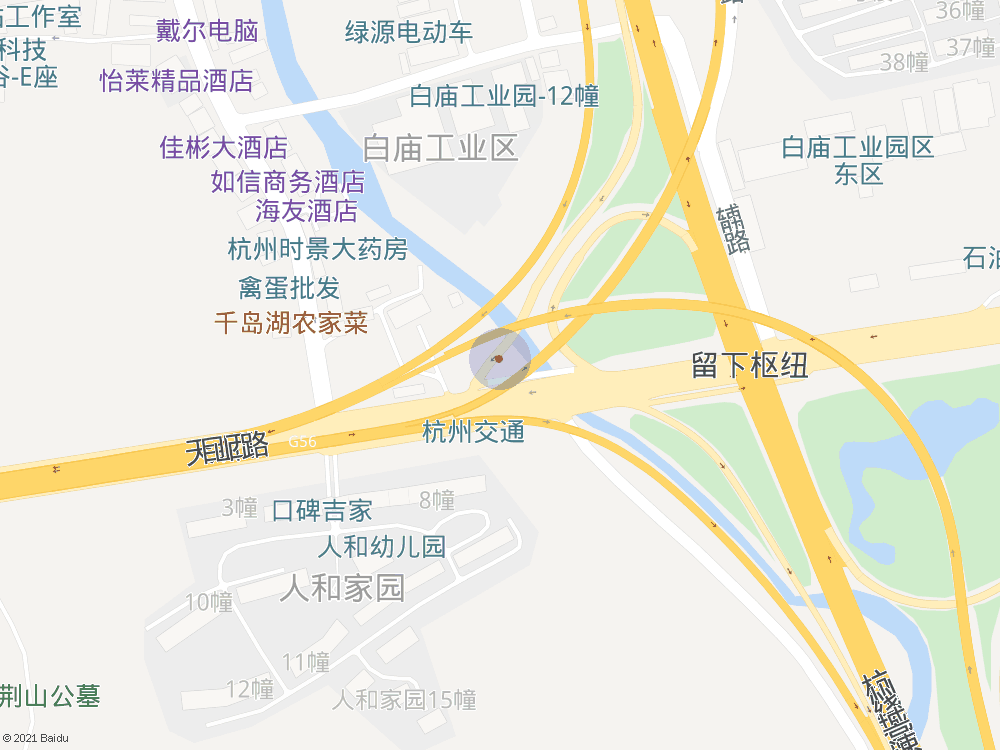 工作室
戴尔电脑
绿源电动车
36幢
科技
谷-E座
37幢
38幢
怡莱精品酒店
白庙工业园-12幢
佳彬大酒店
白庙工业区
白庙工业园区
东区
如信商务酒店
海友酒店
辅路
杭州时景大药房
石油
禽蛋批发
千岛湖农家菜
留下枢纽
杭州交通
G56
3幢
8幢
口碑吉家
人和幼儿园
人和家园
10幢
11幢
12幢
人和家园15幢
荆山公墓
© 2021 Baidu